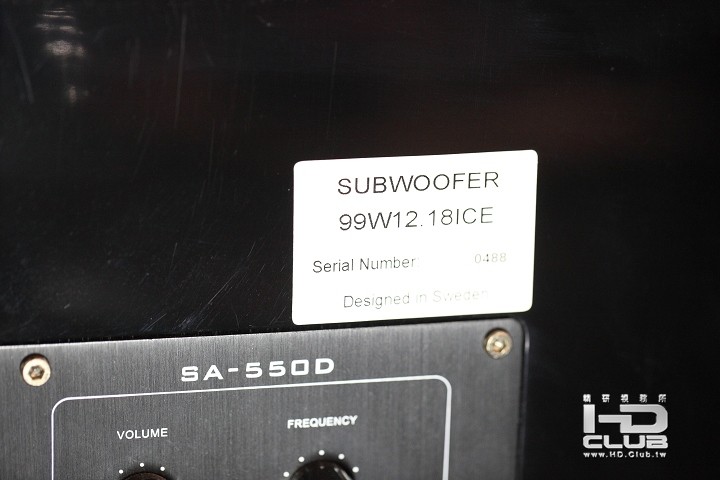 SUBWOOFER
99W12.18ICE
Serial Number 0488
Designed in Sweden
SA-550D
VOLUME
FREQUENCY
精研視務所
HD
CLUB
www.HD.Club.tw